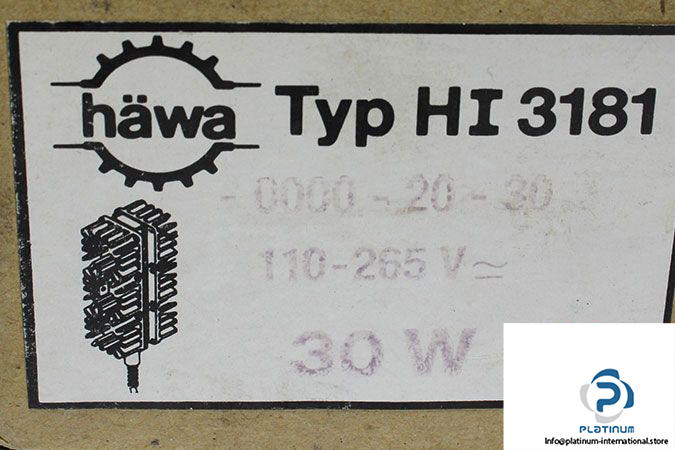 häwa Typ HI 3181
- 0000 - 20 - 30
110-265 V ≃
30 W
PLATINUM
Info@platinum-international.store